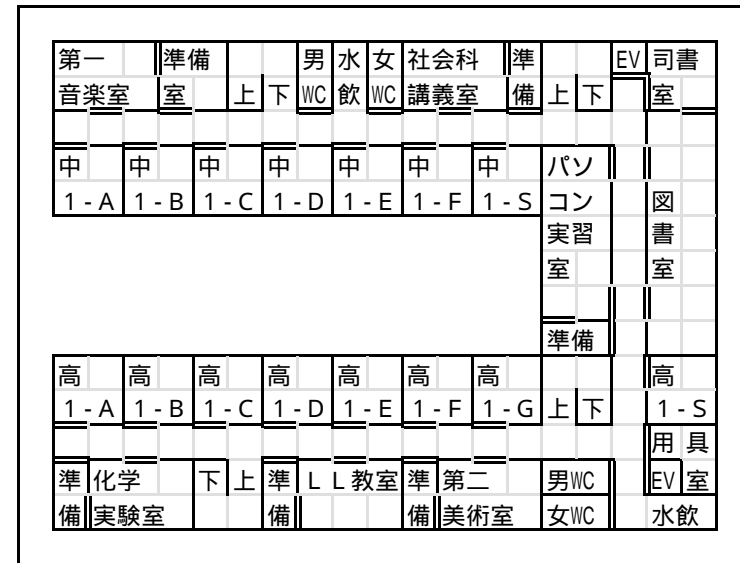 第一 準備 男 水 女 社会科 準 EV 司書
音楽室 室 上 下 WC 飲 WC 講義室 備 上 下 室
中 中 中 中 中 中 中 パソ
1-A 1-B 1-C 1-D 1-E 1-F 1-S コン 図
実習 書
室 室
準備
高 高 高 高 高 高 高 高
1-A 1-B 1-C 1-D 1-E 1-F 1-G 上 下 1-S
用具
準 化学 下 上 準 LL教室 準 第二 男WC EV 室
備 実験室 備 備 美術室 女WC 水飲